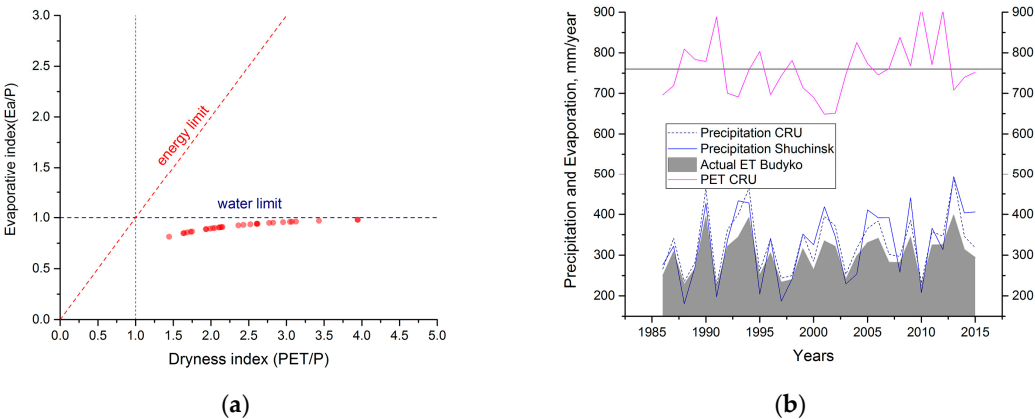 3.0
2.5
2.0
1.5
1.0
0.5
0.0
Evaporative index(Ea/P)
energy limit
water limit
0.0 0.5 1.0 1.5 2.0 2.5 3.0 3.5 4.0 4.5 5.0
Dryness index (PET/P)
(a)
900
800
700
600
500
400
300
200
Precipitation and Evaporation, mm/year
Precipitation CRU
Precipitation Shuchinsk
Actual ET Budyko
PET CRU
900
800
700
600
500
400
300
200
1985 1990 1995 2000 2005 2010 2015
Years
(b)